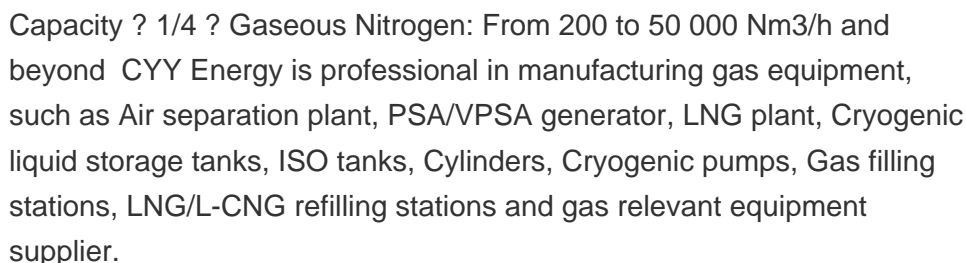 Capacity ? 1/4 ? Gaseous Nitrogen: From 200 to 50 000 Nm3/h and
beyond  CYY Energy is professional in manufacturing gas equipment,
such as Air separation plant, PSA/VPSA generator, LNG plant, Cryogenic
liquid storage tanks, ISO tanks, Cylinders, Cryogenic pumps, Gas filling
stations, LNG/L-CNG refilling stations and gas relevant equipment
supplier.